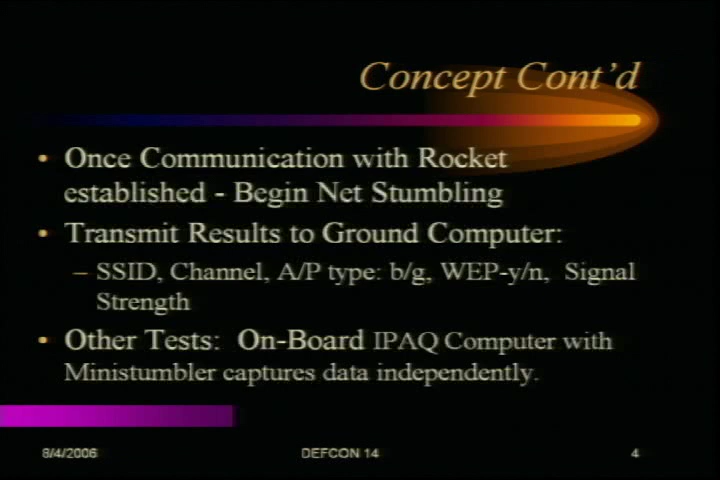 Concept Cont'd
• Once Communication with Rocket
established - Begin Net Stumbling
• Transmit Results to Ground Computer:
– SSID, Channel, A/P type: b/g, WEP-y/n, Signal
Strength
• Other Tests: On-Board IPAQ Computer with
Ministumbler captures data independently.
8/4/2006 DEFCON 14 4